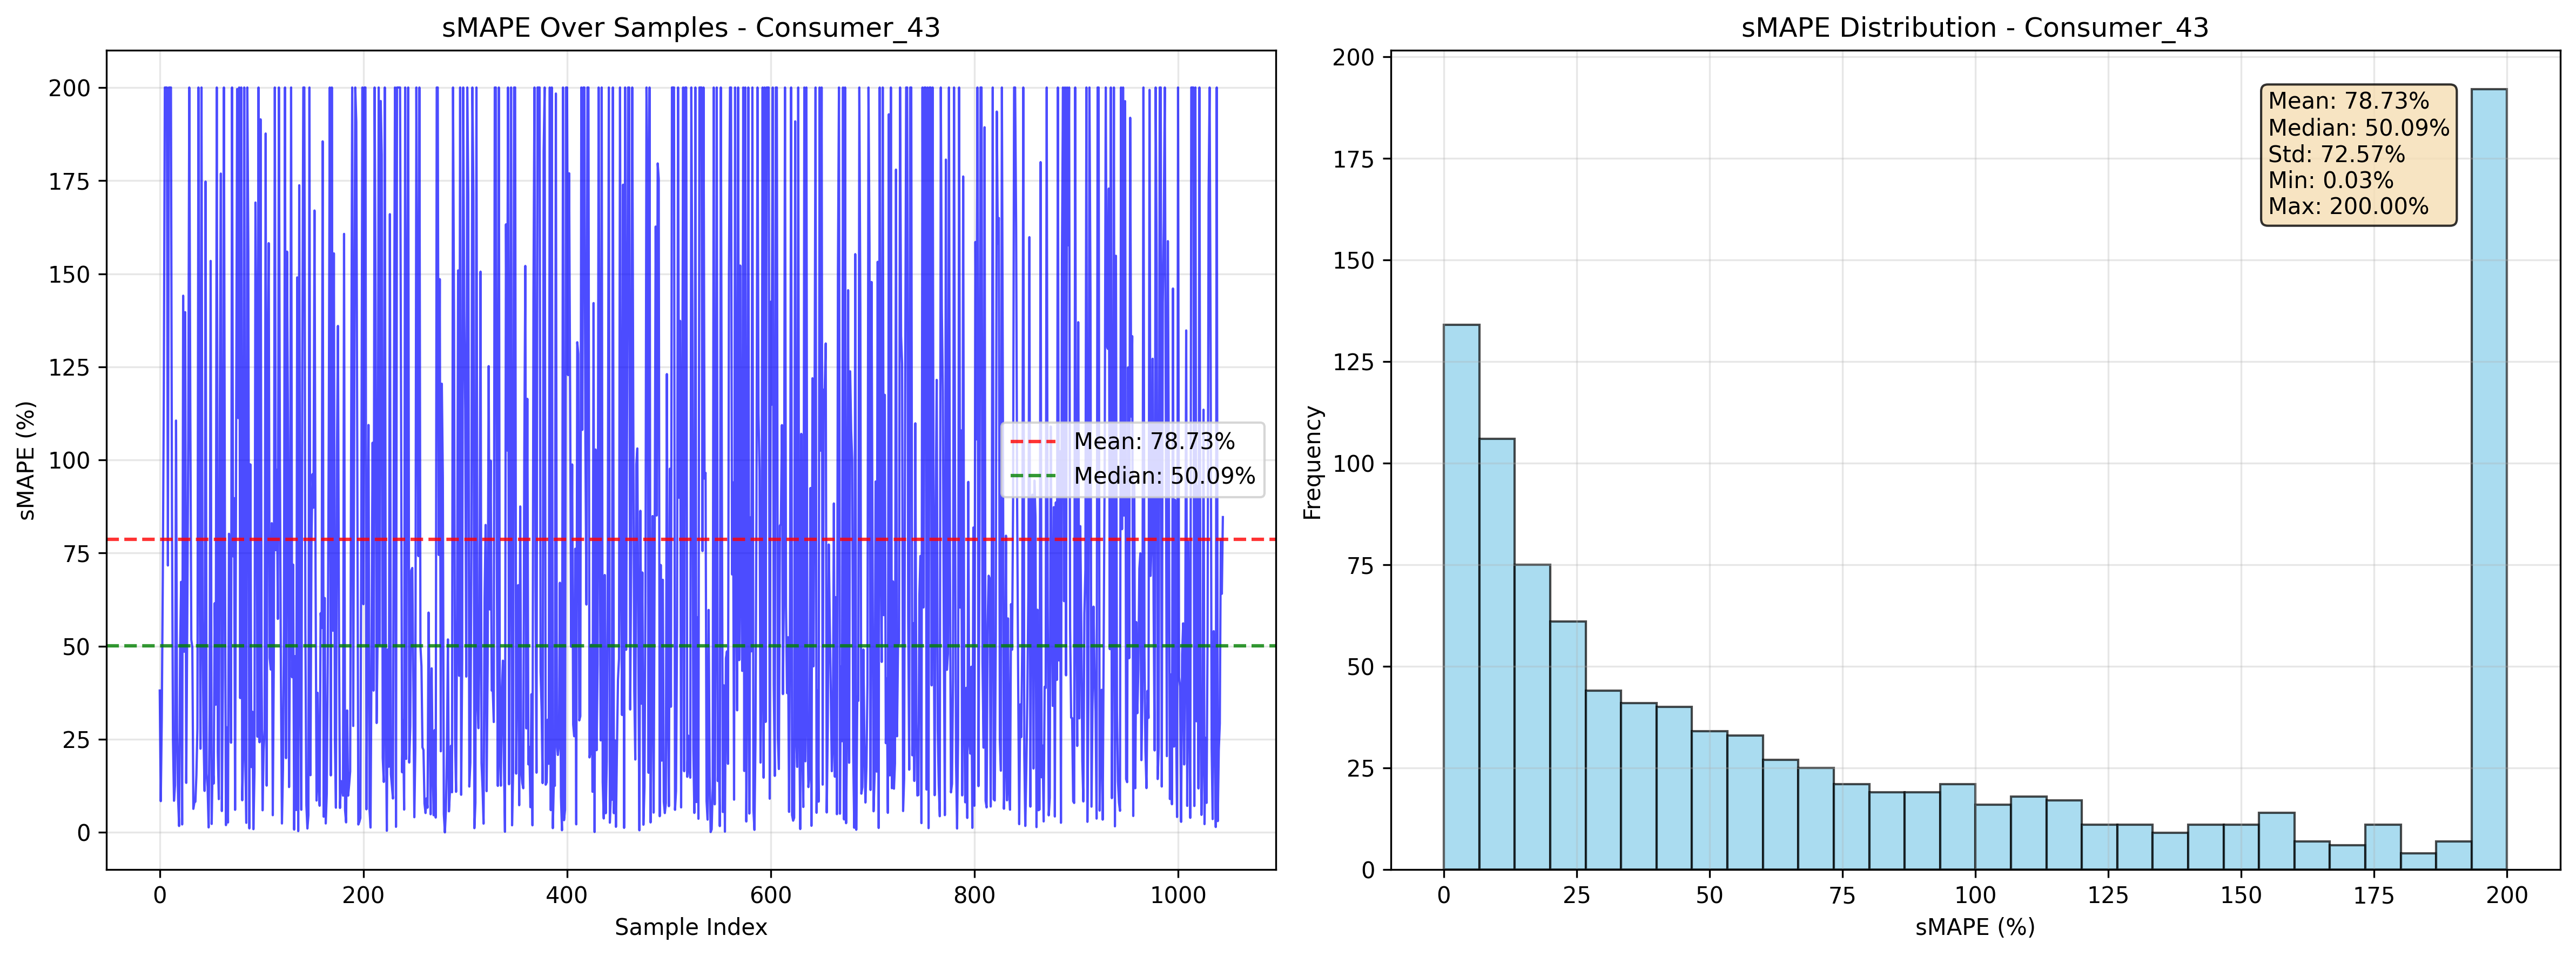 sMAPE Over Samples - Consumer_43
sMAPE (%)
200
175
150
125
100
75
50
25
0
Mean: 78.73%
Median: 50.09%
0 200 400 600 800 1000
Sample Index
sMAPE Distribution - Consumer_43
Frequency
200
175
150
125
100
75
50
25
0
Mean: 78.73%
Median: 50.09%
Std: 72.57%
Min: 0.03%
Max: 200.00%
0 25 50 75 100 125 150 175 200
sMAPE (%)